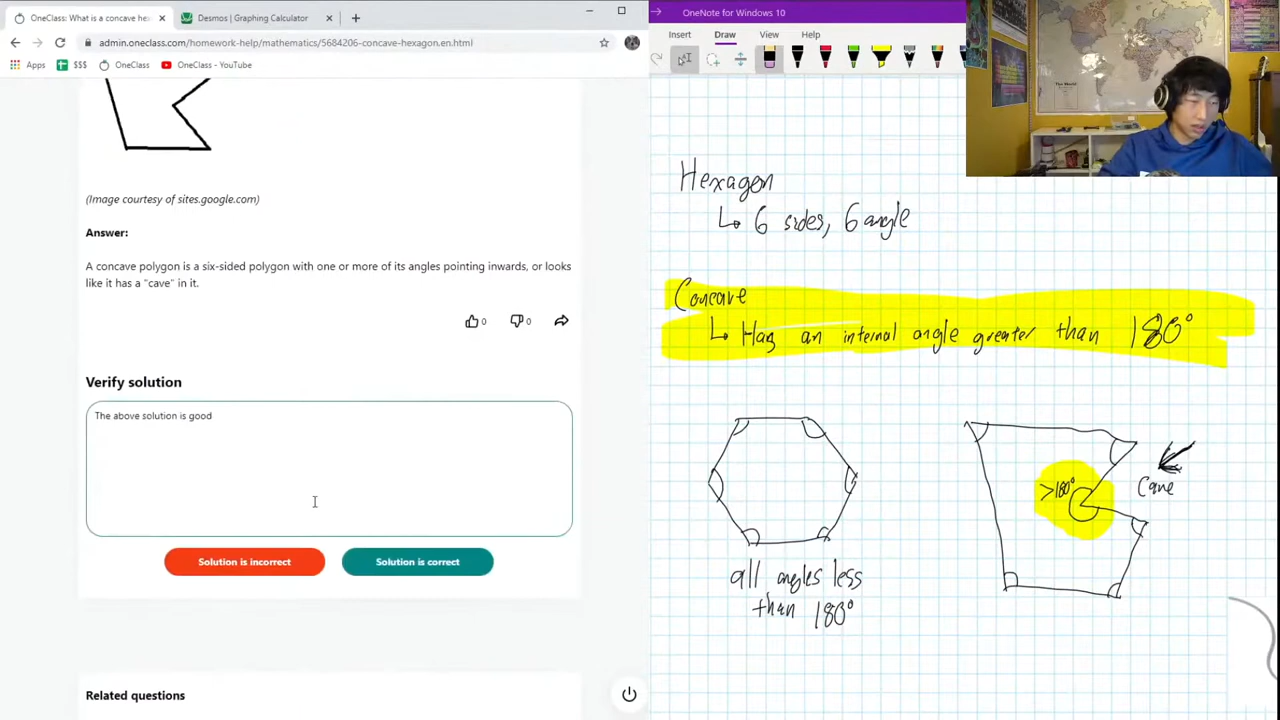 OneClass: What is a concave hex
Desmos | Graphing Calculator
OneNote for Windows 10
admin.oneclass.com/homework-help/mathematics/5684206-concave-hexagon.en.html
Apps
$$$
OneClass
OneClass - YouTube
Insert
Draw
View
Help
(Image courtesy of sites.google.com)
Answer:
A concave polygon is a six-sided polygon with one or more of its angles pointing inwards, or looks
like it has a "cave" in it.
0
0
Verify solution
The above solution is good
Solution is incorrect
Solution is correct
Related questions
Hexagon
↳ 6 sides, 6 angle
Concave
↳ Has an internal angle greater than 180°
>180°
Cave
all angles less
than 180°